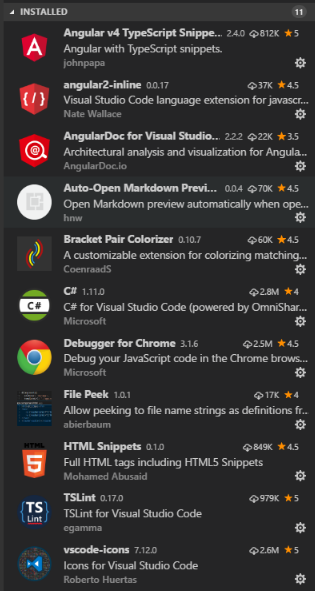 INSTALLED 11
Angular v4 TypeScript Snippe... 2.4.0 812K 5
Angular with TypeScript snippets.
johnpapa
angular2-inline 0.0.17 37K 4.5
Visual Studio Code language extension for javascr...
Nate Wallace
AngularDoc for Visual Studio... 2.2.2 22K 3.5
Architectural analysis and visualization for Angula...
AngularDoc.io
Auto-Open Markdown Previ... 0.0.4 70K 4.5
Open Markdown preview automatically when ope...
hnw
Bracket Pair Colorizer 0.10.7 60K 4.5
A customizable extension for colorizing matching...
CoenraadS
C# C# 1.11.0 2.8M 4
C# for Visual Studio Code (powered by OmniShar...
Microsoft
Debugger for Chrome 3.1.6 2.5M 4.5
Debug your JavaScript code in the Chrome brows...
Microsoft
File Peek 1.0.1 17K 4
Allow peeking to file name strings as definitions fr...
abierbaum
HTML HTML Snippets 0.1.0 849K 4.5
5 Full HTML tags including HTML5 Snippets
Mohamed Abusaid
TS TSLint 0.17.0 979K 5
Lint TSLint for Visual Studio Code
egamma
vscode-icons 7.12.0 2.6M 5
Icons for Visual Studio Code
Roberto Huertas